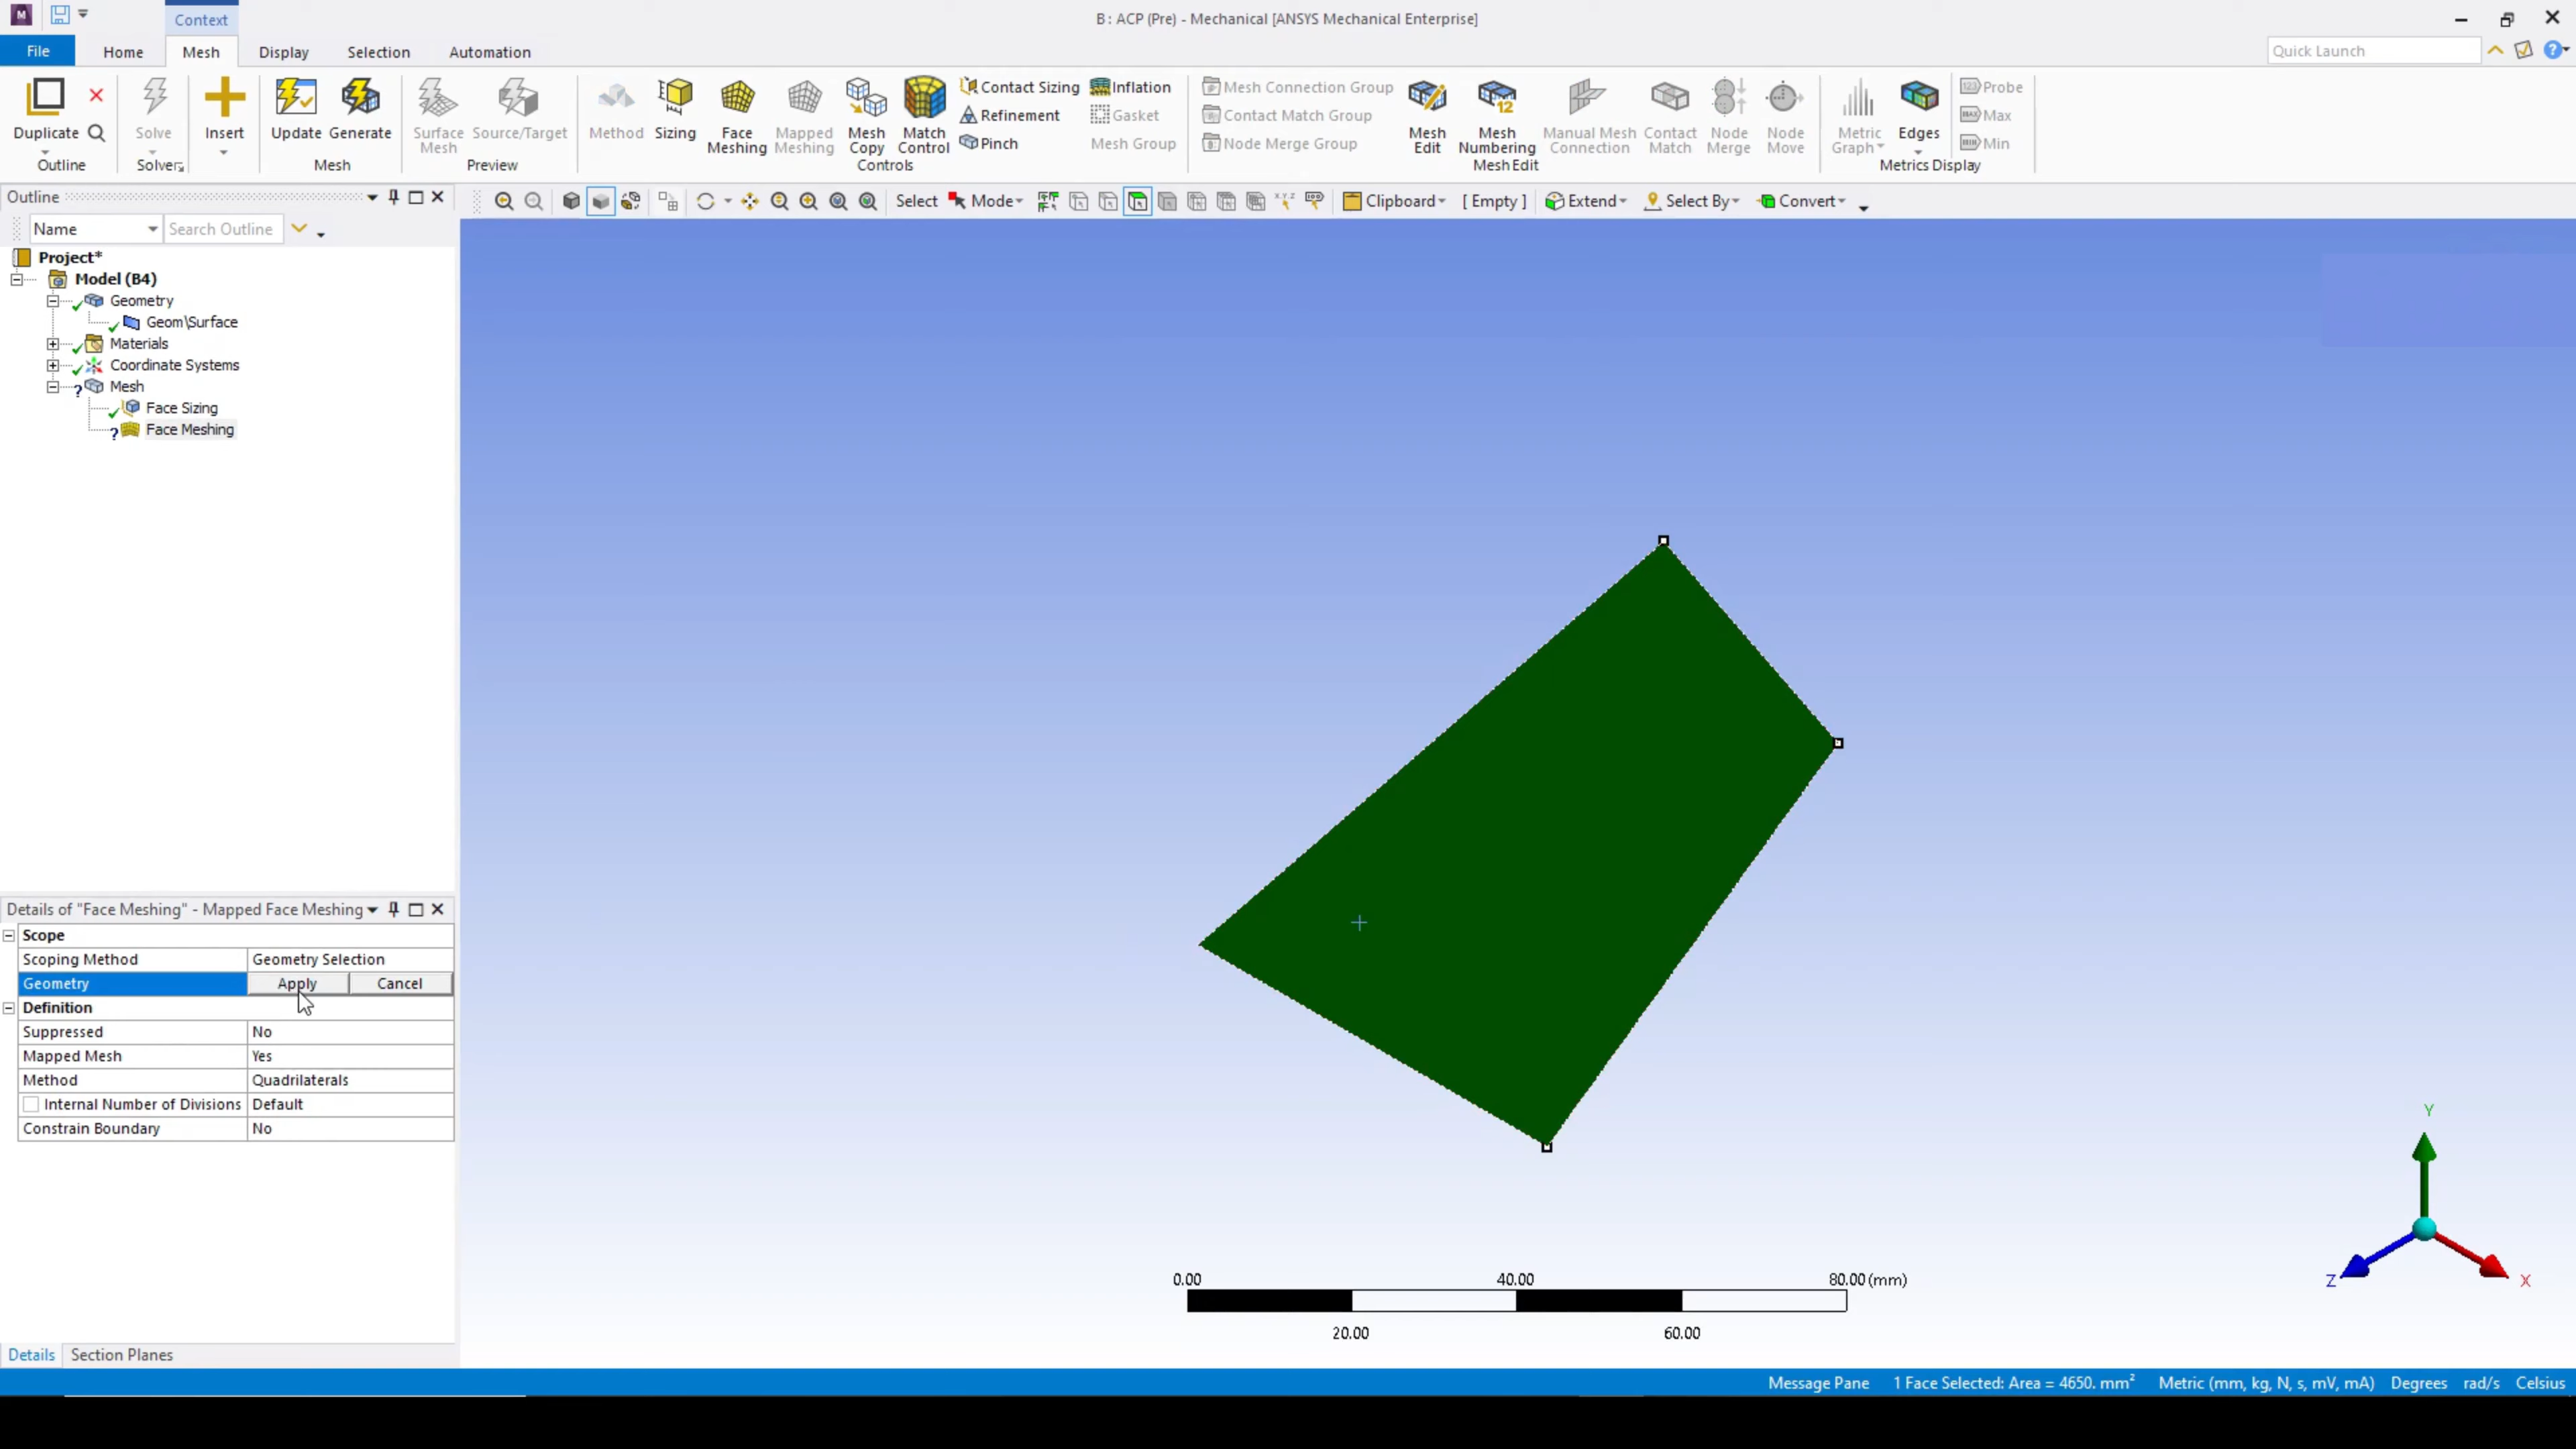 M
Context
B : ACP (Pre) - Mechanical [ANSYS Mechanical Enterprise]
File
Home
Mesh
Display
Selection
Automation
Quick Launch
Duplicate
Outline
Solve
Solver
Insert
Update
Generate
Mesh
Surface Mesh
Source/Target
Preview
Method
Sizing
Face Meshing
Mapped Meshing
Mesh Copy
Match Control
Contact Sizing
Refinement
Pinch
Inflation
Gasket
Mesh Group
Controls
Mesh Connection Group
Contact Match Group
Node Merge Group
Mesh Edit
Mesh Numbering
Manual Mesh Connection
Contact Match
Node Merge
Node Move
Mesh Edit
Metric Graph
Edges
Probe
Max
Min
Metrics Display
Outline
Name
Search Outline
Select
Mode
Clipboard
[ Empty ]
Extend
Select By
Convert
Project*
Model (B4)
Geometry
Geom\Surface
Materials
Coordinate Systems
Mesh
Face Sizing
Face Meshing
Details of "Face Meshing" - Mapped Face Meshing
Scope
Scoping Method Geometry Selection
Geometry Apply Cancel
Definition
Suppressed No
Mapped Mesh Yes
Method Quadrilaterals
Internal Number of Divisions Default
Constrain Boundary No
Y
Z
X
0.00 40.00 80.00 (mm)
20.00 60.00
Details
Section Planes
Message Pane
1 Face Selected: Area = 4650. mm²
Metric (mm, kg, N, s, mV, mA)
Degrees
rad/s
Celsius